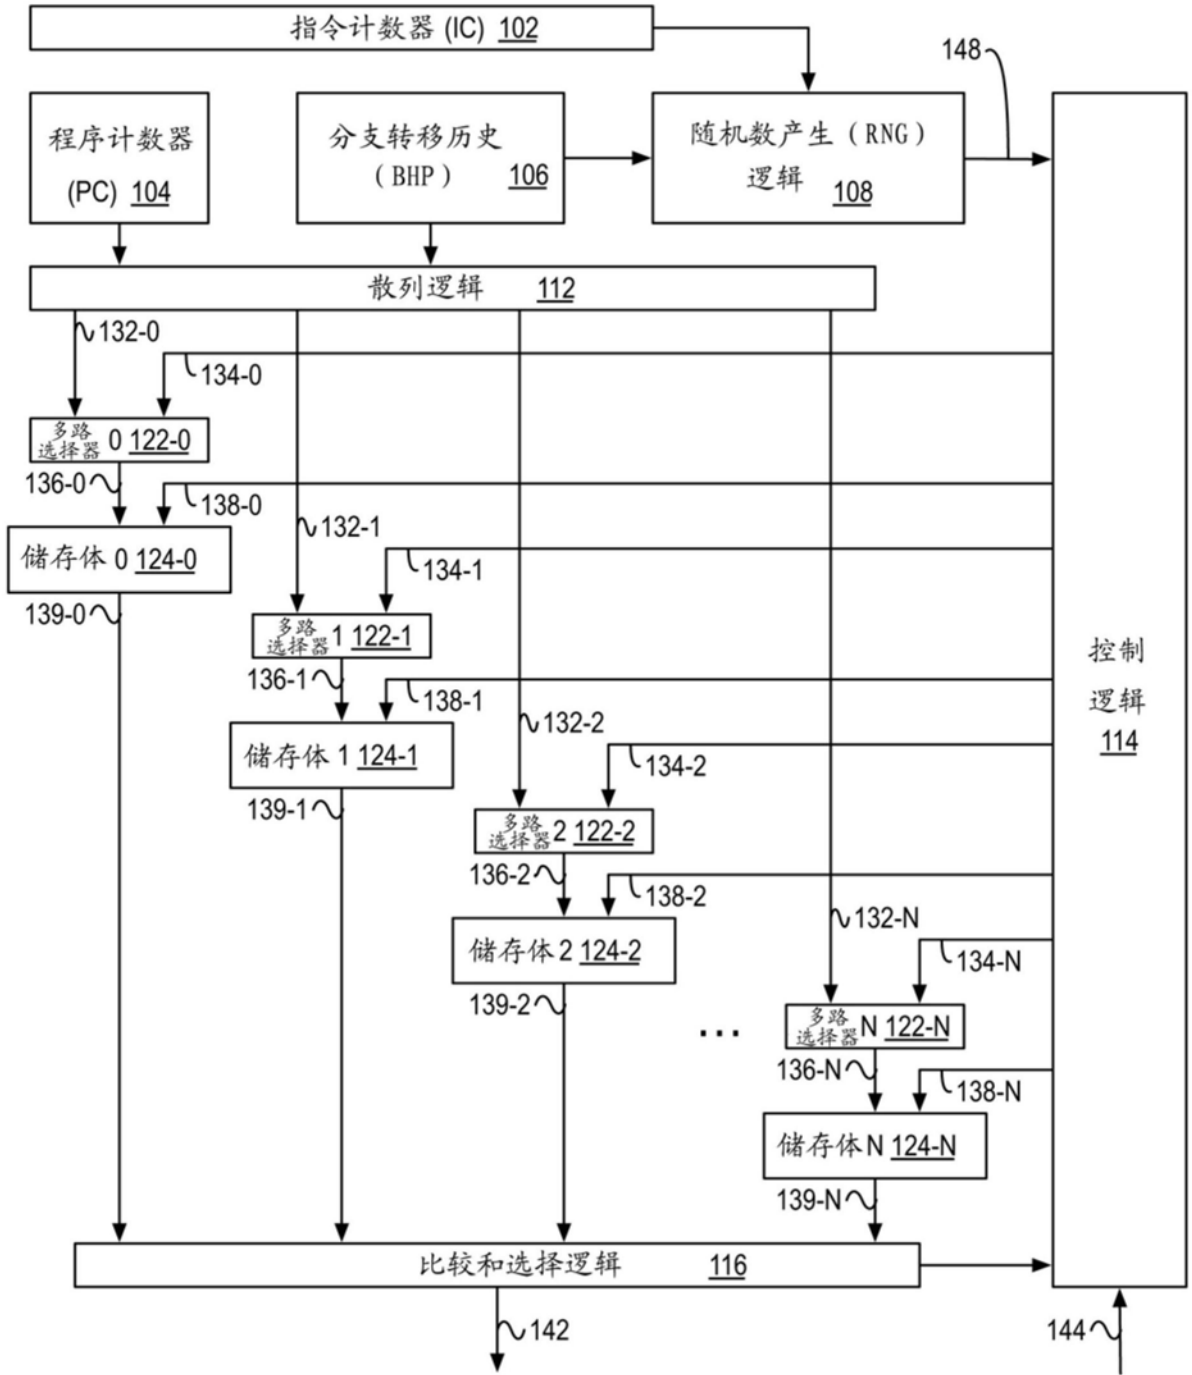 指令计数器 (IC) 102
148
程序计数器
(PC) 104
分支转移历史
(BHP) 106
随机数产生 (RNG)
逻辑 108
散列逻辑 112
132-0
134-0
多路
选择器 0 122-0
136-0
138-0
132-1
储存体 0 124-0
134-1
139-0
多路
选择器 1 122-1
136-1
138-1
132-2
储存体 1 124-1
134-2
139-1
多路
选择器 2 122-2
136-2
138-2
132-N
储存体 2 124-2
134-N
139-2
...
多路
选择器 N 122-N
136-N
138-N
储存体 N 124-N
139-N
控制
逻辑
114
比较和选择逻辑 116
142
144